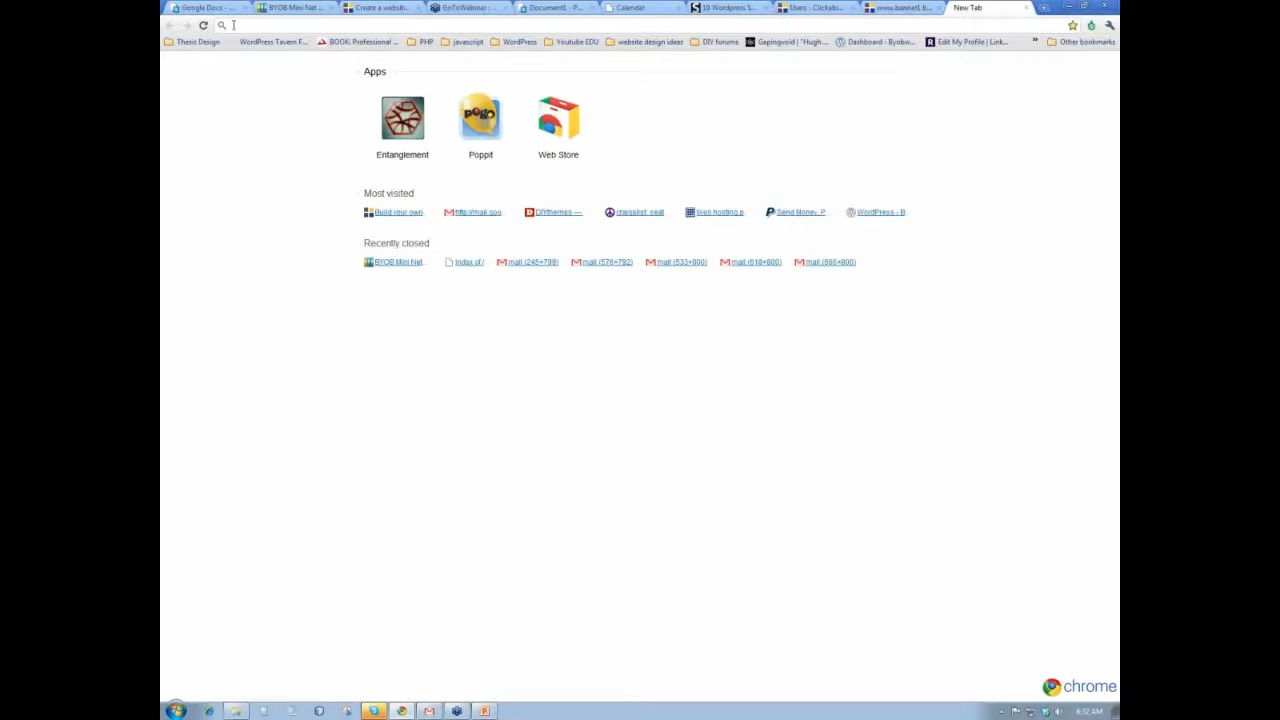 Google Docs - ... BYOB Mini Net ... Create a websit... GoToWebinar : ... Document1 - P... Calendar 10 Wordpress S... Users ‹ Clickabi... www.banner1.b... New Tab
Thesis Design WordPress Tavern F... BOOK: Professional ... PHP javascript WordPress Youtube EDU website design ideas DIY forums Gapingvoid | "Hugh ... Dashboard ‹ Byobw... Edit My Profile | Link... » Other bookmarks
Apps
Entanglement Poppit Web Store
Most visited
Build your own DIYthemes — craigslist: seat Web hosting p Send Money, P WordPress › B
Recently closed
BYOB Mini Net... Index of / mail (245×799) mail (576×792) mail (533×800) mail (618×800) mail (666×800)
chrome
8:32 AM